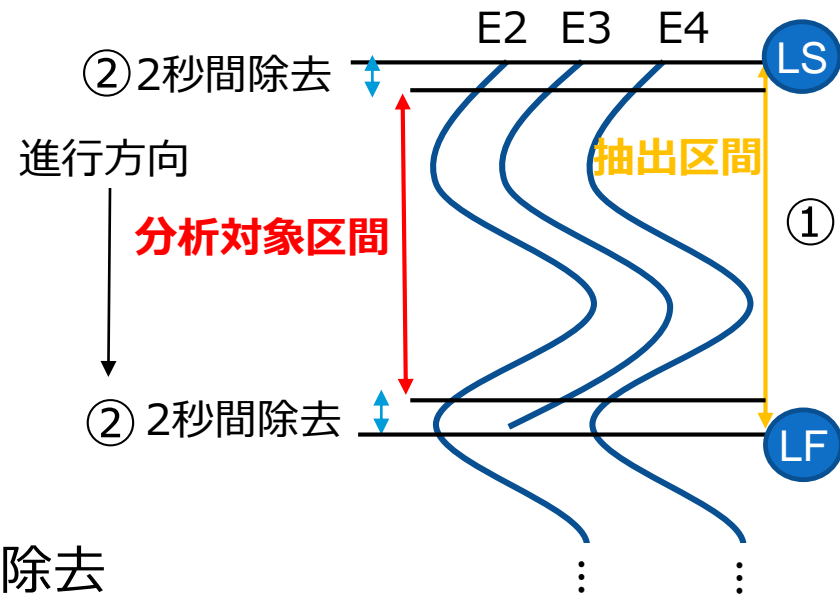 E2 E3 E4
LS
②2秒間除去
進行方向
抽出区間
①
分析対象区間
②2秒間除去
LF
除去
⋮ ⋮